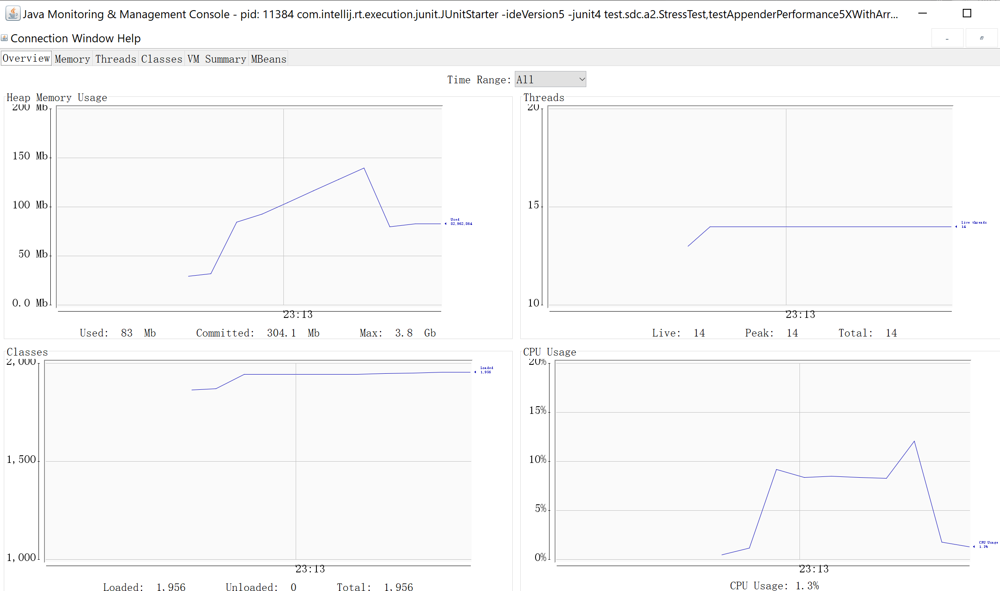 Java Monitoring & Management Console - pid: 11384 com.intellij.rt.execution.junit.JUnitStarter -ideVersion5 -junit4 test.sdc.a2.StressTest,testAppenderPerformance5XWithArr...
Connection Window Help
Overview Memory Threads Classes VM Summary MBeans
Time Range: All
Heap Memory Usage
200 Mb
150 Mb
100 Mb
50 Mb
0.0 Mb
Used
82,962,864
23:13
Used: 83 Mb Committed: 304.1 Mb Max: 3.8 Gb
Threads
20
15
10
Live threads
14
23:13
Live: 14 Peak: 14 Total: 14
Classes
2,000
1,500
1,000
Loaded
1,956
23:13
Loaded: 1,956 Unloaded: 0 Total: 1,956
CPU Usage
20%
15%
10%
5%
0%
CPU Usage
1.3%
23:13
CPU Usage: 1.3%